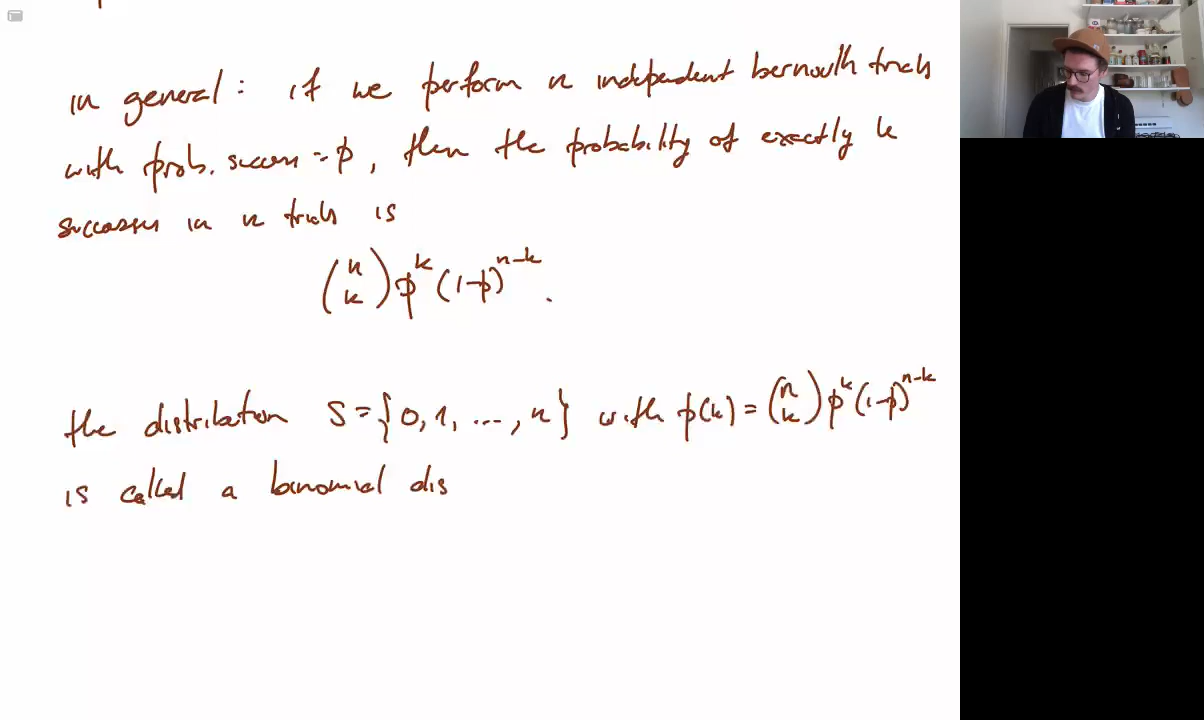 in general: if we perform n independent bernoulli trials
with prob. success = p, then the probability of exactly k
successes in n trials is
(n k) p^k (1-p)^{n-k}.
the distribution S = {0, 1, ..., n} with p(k) = (n k) p^k (1-p)^{n-k}
is called a binomial dis